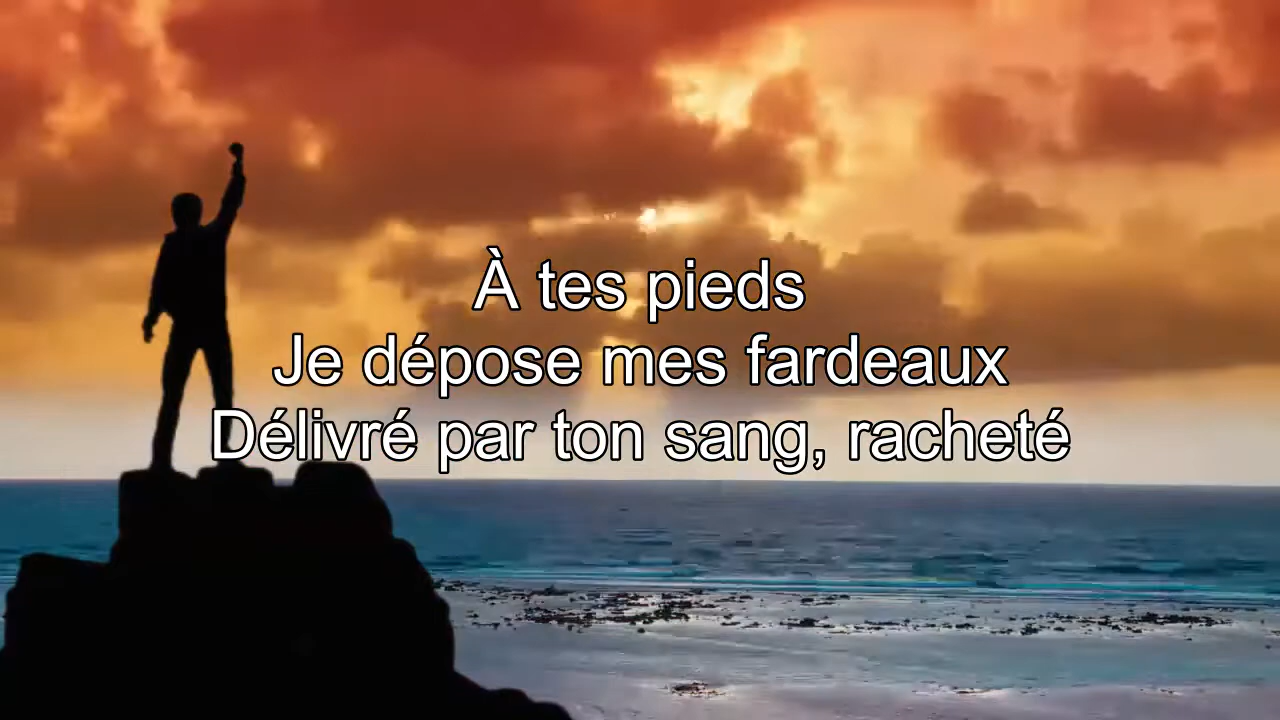 À tes pieds
Je dépose mes fardeaux
Délivré par ton sang, racheté